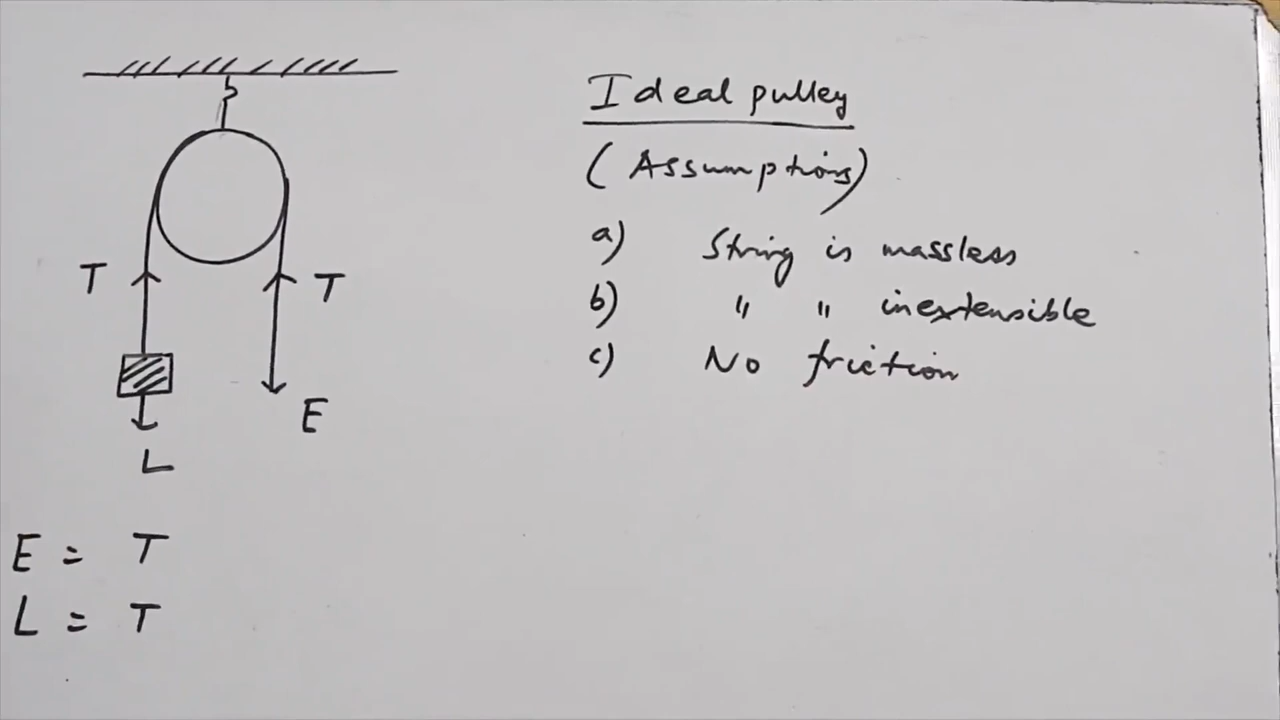 Ideal pulley
(Assumptions)
a) String is massless
b) " " inextensible
c) No friction
T T
E
L
E = T
L = T